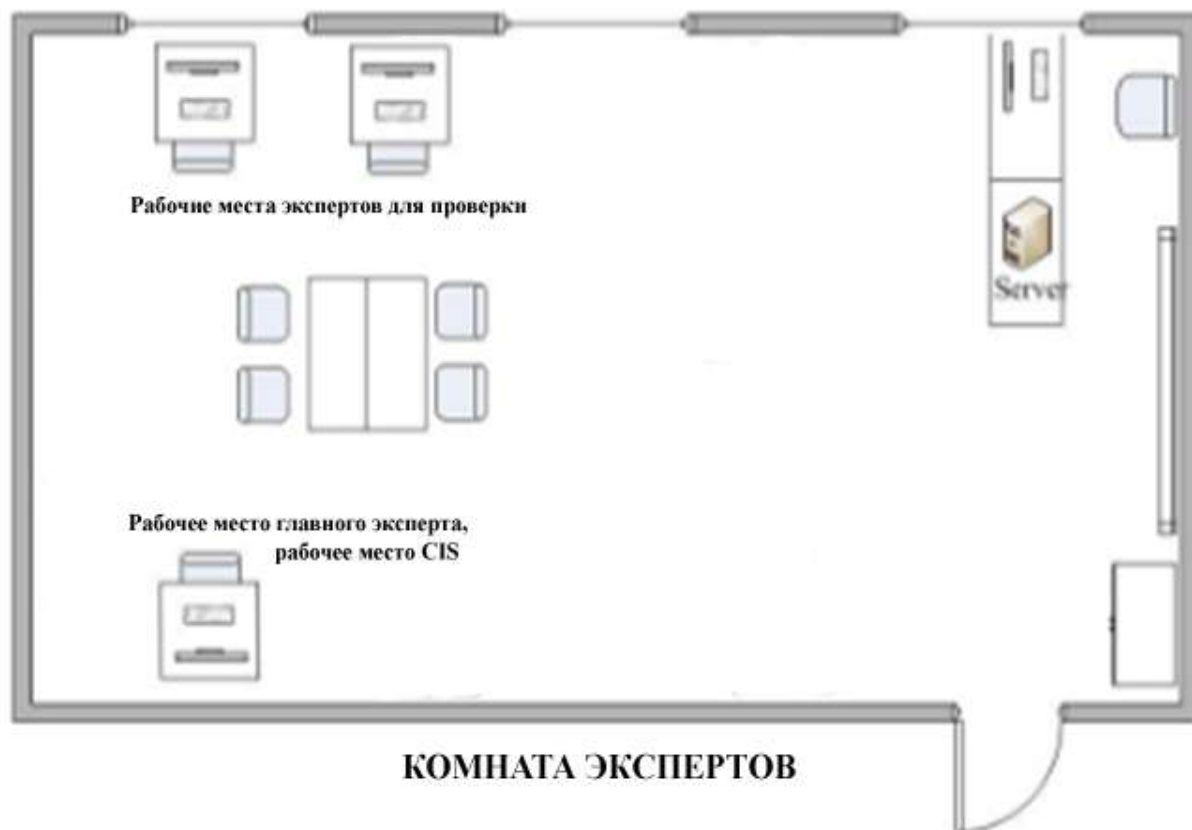 Рабочие места экспертов для проверки
Server
Рабочее место главного эксперта,
рабочее место CIS
КОМНАТА ЭКСПЕРТОВ